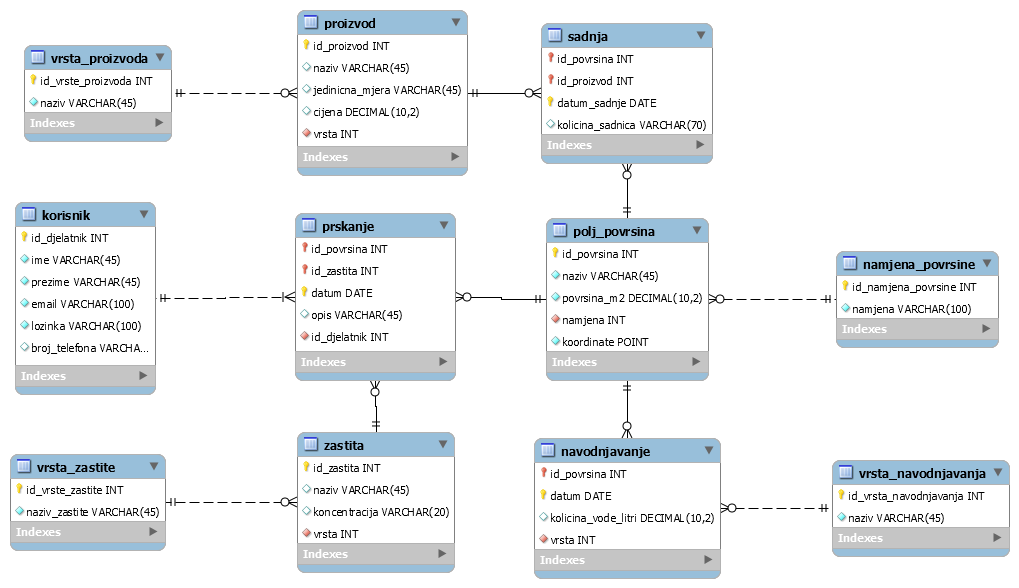 vrsta_proizvoda
id_vrste_proizvoda INT
naziv VARCHAR(45)
Indexes
proizvod
id_proizvod INT
naziv VARCHAR(45)
jedinicna_mjera VARCHAR(45)
cijena DECIMAL(10,2)
vrsta INT
Indexes
sadnja
id_povrsina INT
id_proizvod INT
datum_sadnje DATE
kolicina_sadnica VARCHAR(70)
Indexes
korisnik
id_djelatnik INT
ime VARCHAR(45)
prezime VARCHAR(45)
email VARCHAR(100)
lozinka VARCHAR(100)
broj_telefona VARCHA...
Indexes
prskanje
id_povrsina INT
id_zastita INT
datum DATE
opis VARCHAR(45)
id_djelatnik INT
Indexes
polj_povrsina
id_povrsina INT
naziv VARCHAR(45)
povrsina_m2 DECIMAL(10,2)
namjena INT
koordinate POINT
Indexes
namjena_povrsine
id_namjena_povrsine INT
namjena VARCHAR(100)
Indexes
vrsta_zastite
id_vrste_zastite INT
naziv_zastite VARCHAR(45)
Indexes
zastita
id_zastita INT
naziv VARCHAR(45)
koncentracija VARCHAR(20)
vrsta INT
Indexes
navodnjavanje
id_povrsina INT
datum DATE
kolicina_vode_litri DECIMAL(10,2)
vrsta INT
Indexes
vrsta_navodnjavanja
id_vrsta_navodnjavanja INT
naziv VARCHAR(45)
Indexes